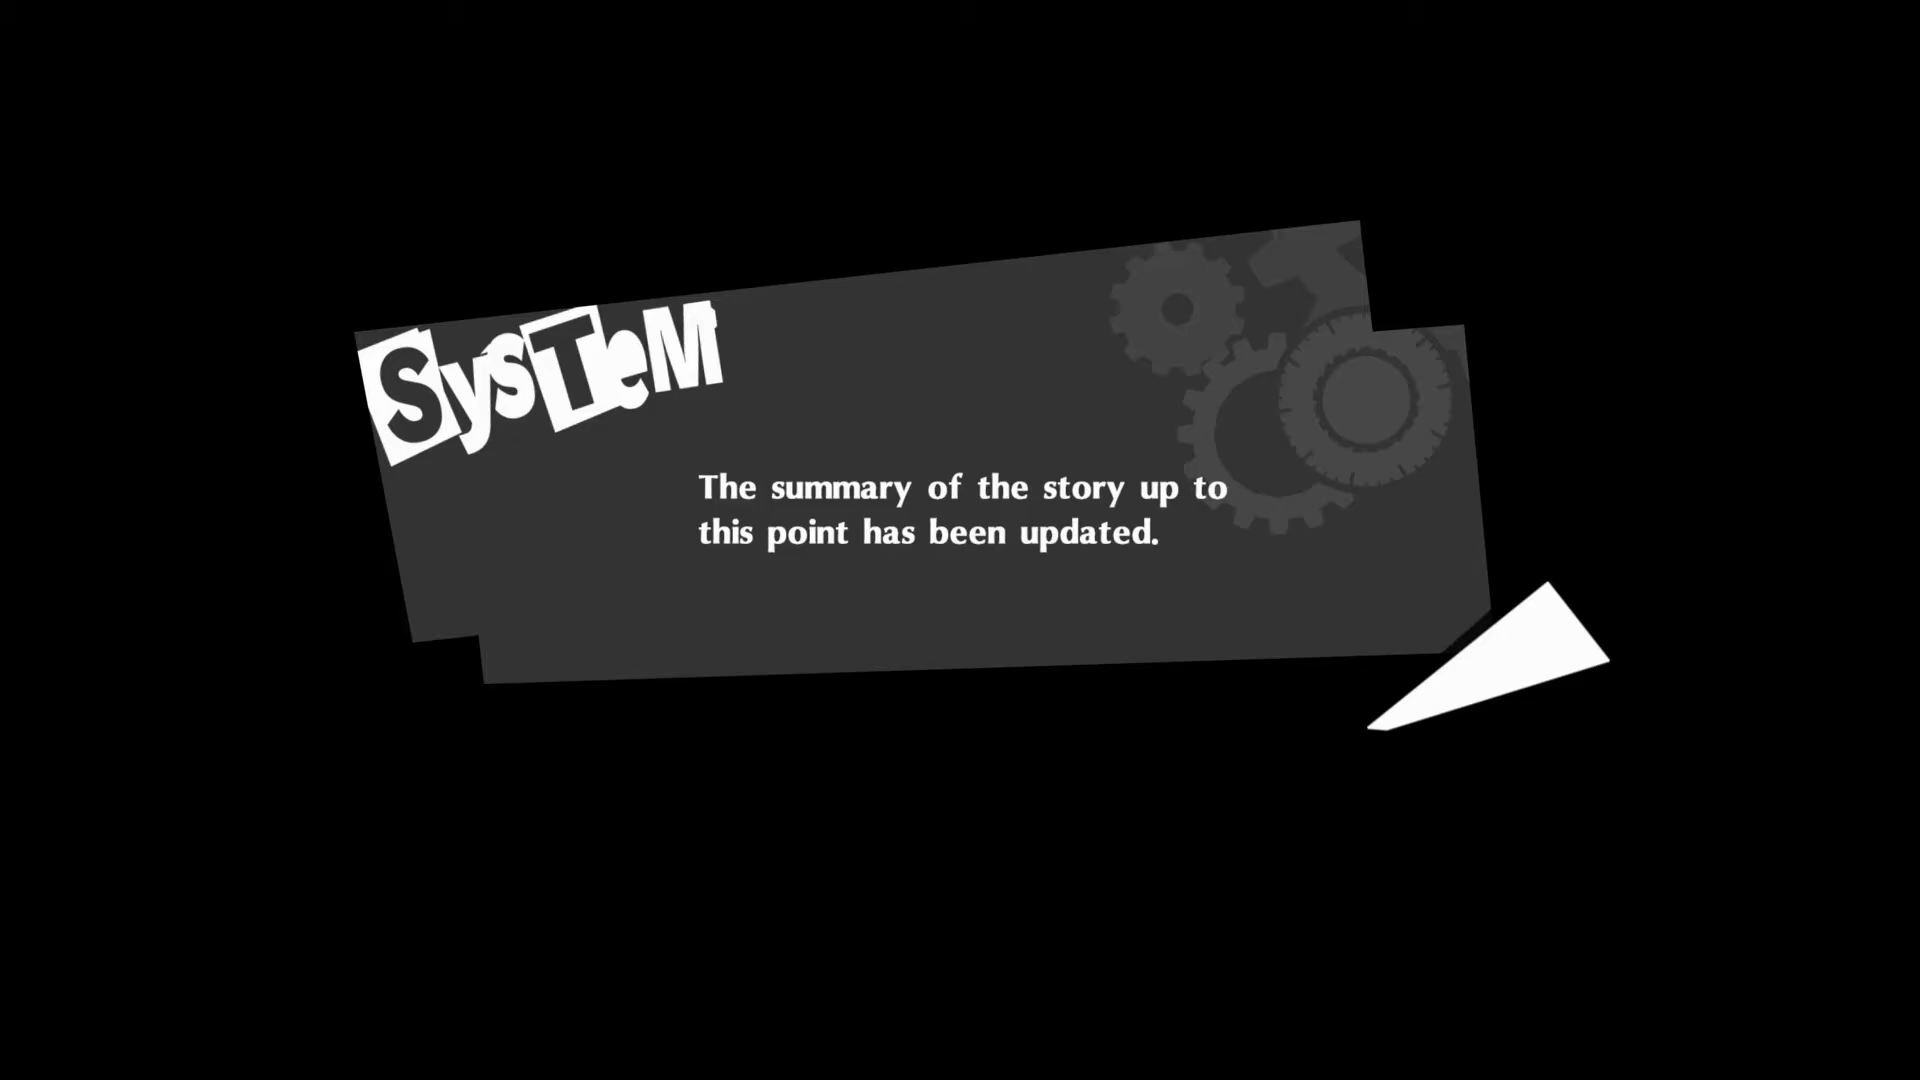 SysTeM
The summary of the story up to
this point has been updated.